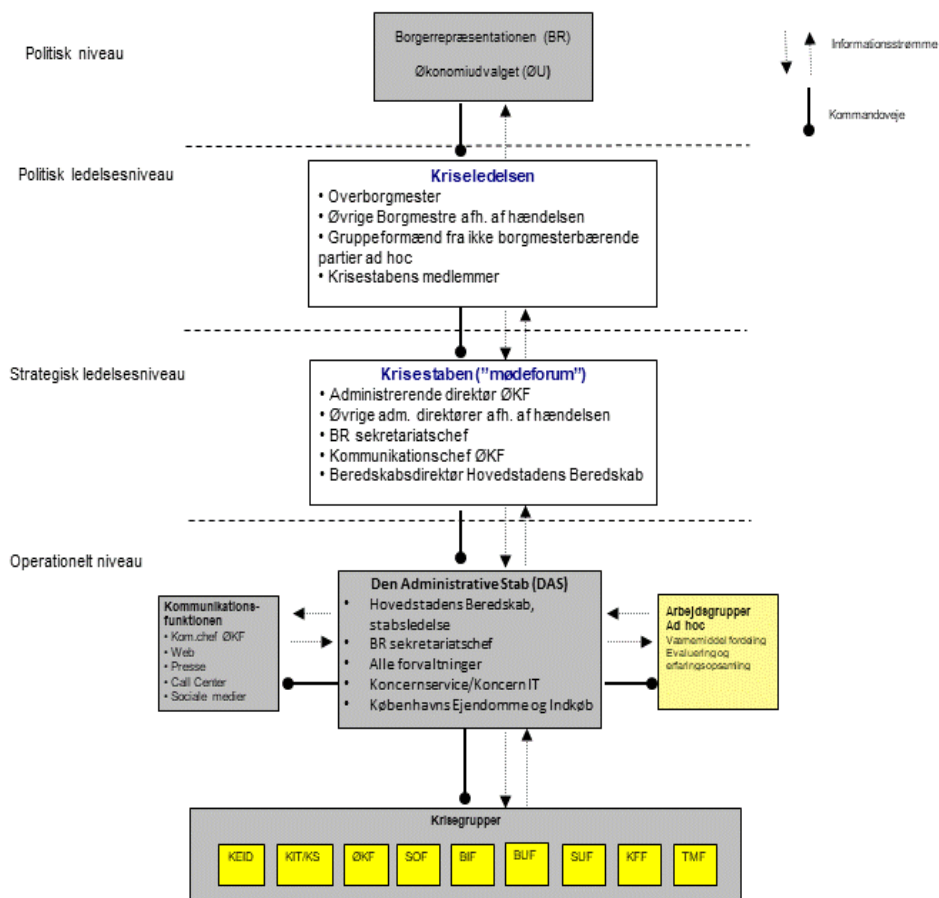 Politisk niveau
Borgerrepræsentationen (BR)
Økonomiudvalget (ØU)
Informationsstrømme
Kommandoveje
Politisk ledelsesniveau
Kriseledelsen
• Overborgmester
• Øvrige Borgmestre afh. af hændelsen
• Gruppeformænd fra ikke borgmesterbærende
partier ad hoc
• Krisestabens medlemmer
Strategisk ledelsesniveau
Krisestaben ("mødeforum")
• Administrerende direktør ØKF
• Øvrige adm. direktører afh. af hændelsen
• BR sekretariatschef
• Kommunikationschef ØKF
• Beredskabsdirektør Hovedstadens Beredskab
Operationelt niveau
Den Administrative Stab (DAS)
• Hovedstadens Beredskab,
stabsledelse
• BR sekretariatschef
• Alle forvaltninger
• Koncernservice/Koncern IT
• Københavns Ejendomme og Indkøb
Kommunikations-
funktionen
• Kom.chef ØKF
• Web
• Presse
• Call Center
• Sociale medier
Arbejdsgrupper
Ad hoc
Værnemiddel fordeling
Evaluering og
erfaringsopsamling
Krisegrupper
KEID
KIT/KS
ØKF
SOF
BIF
BUF
SUF
KFF
TMF